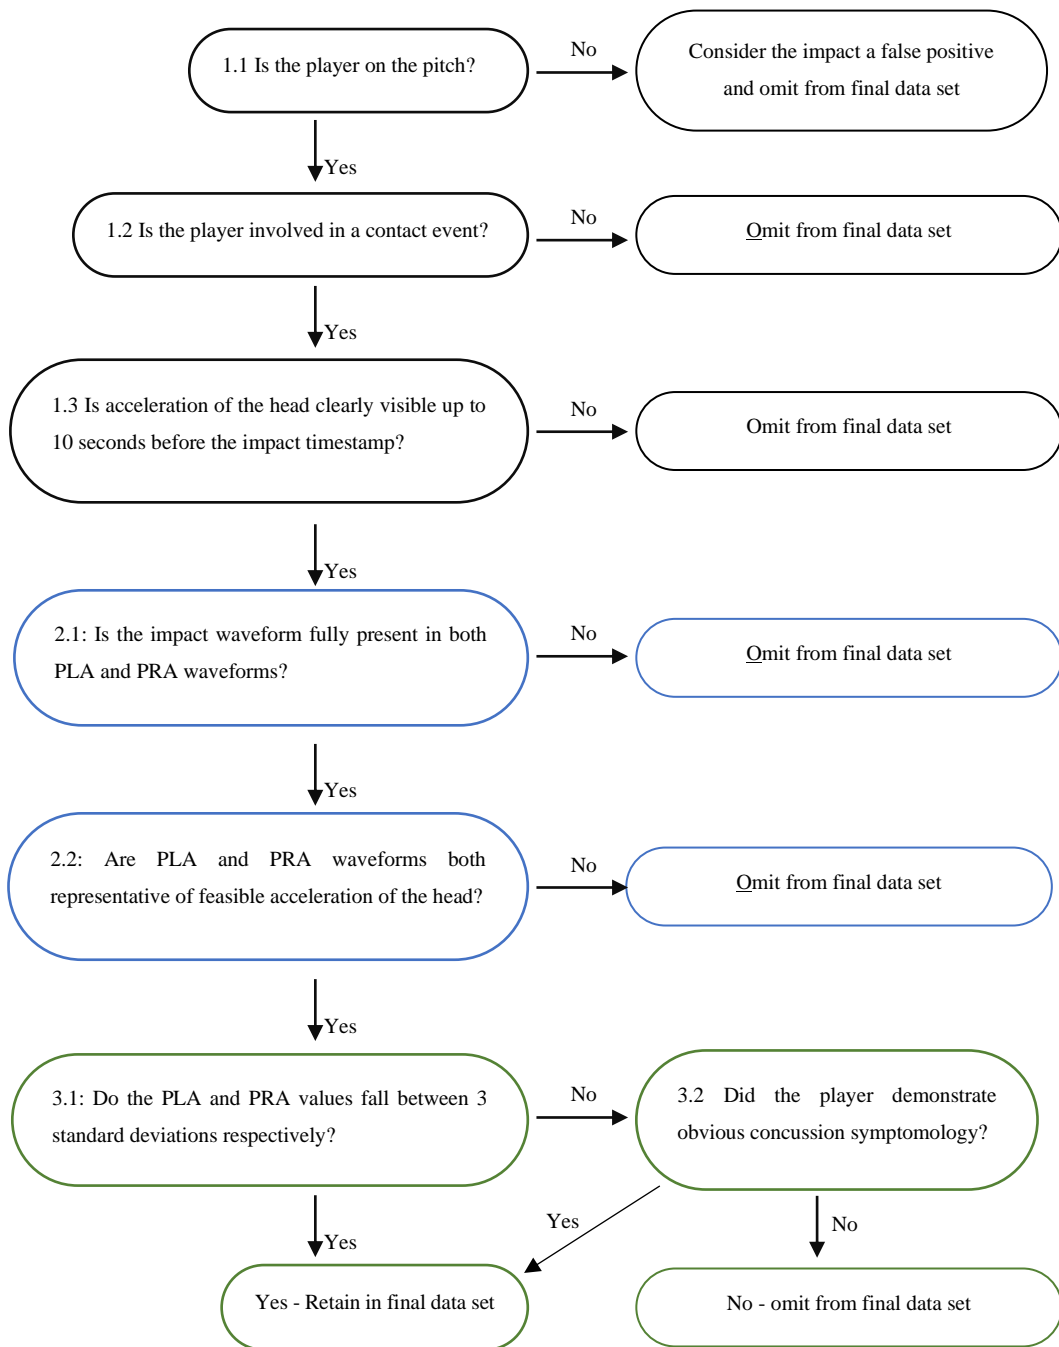 1.1 Is the player on the pitch?
No
Consider the impact a false positive
and omit from final data set
Yes
1.2 Is the player involved in a contact event?
No
Omit from final data set
Yes
1.3 Is acceleration of the head clearly visible up to
10 seconds before the impact timestamp?
No
Omit from final data set
Yes
2.1: Is the impact waveform fully present in both
PLA and PRA waveforms?
No
Omit from final data set
Yes
2.2: Are PLA and PRA waveforms both
representative of feasible acceleration of the head?
No
Omit from final data set
Yes
3.1: Do the PLA and PRA values fall between 3
standard deviations respectively?
No
3.2 Did the player demonstrate
obvious concussion symptomology?
Yes
Yes
No
Yes - Retain in final data set
No - omit from final data set